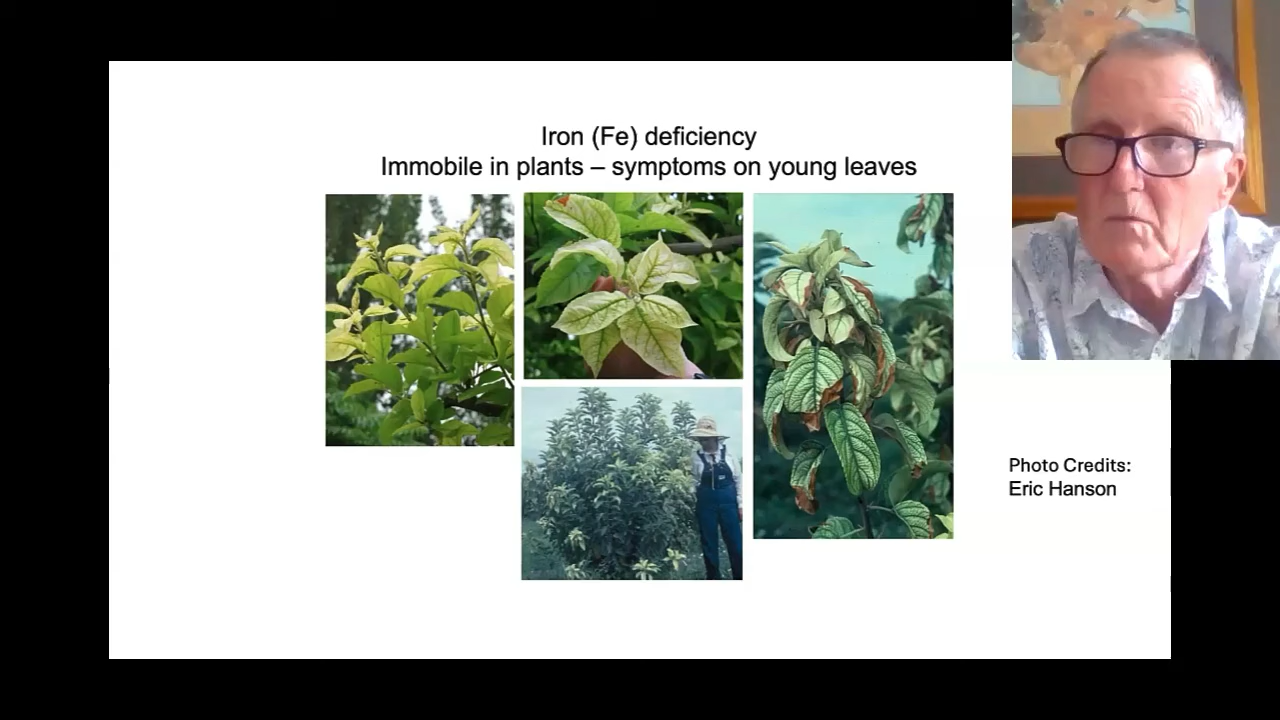 Iron (Fe) deficiency
Immobile in plants – symptoms on young leaves
Photo Credits:
Eric Hanson